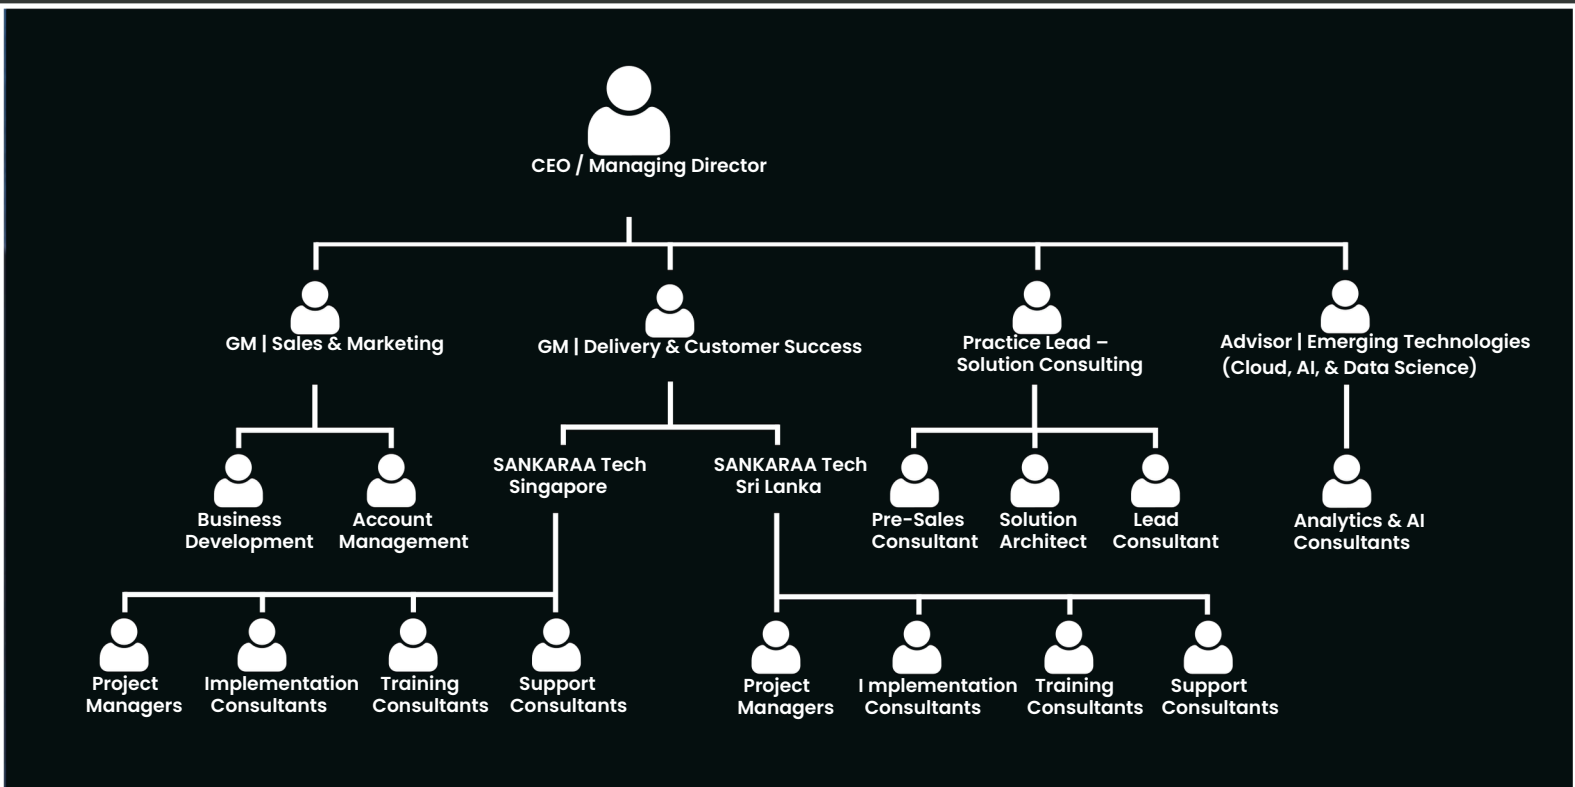 CEO / Managing Director
GM | Sales & Marketing
GM | Delivery & Customer Success
Practice Lead –
Solution Consulting
Advisor | Emerging Technologies
(Cloud, AI, & Data Science)
Business
Development
Account
Management
SANKARAA Tech
Singapore
SANKARAA Tech
Sri Lanka
Pre-Sales
Consultant
Solution
Architect
Lead
Consultant
Analytics & AI
Consultants
Project
Managers
Implementation
Consultants
Training
Consultants
Support
Consultants
Project
Managers
I mplementation
Consultants
Training
Consultants
Support
Consultants